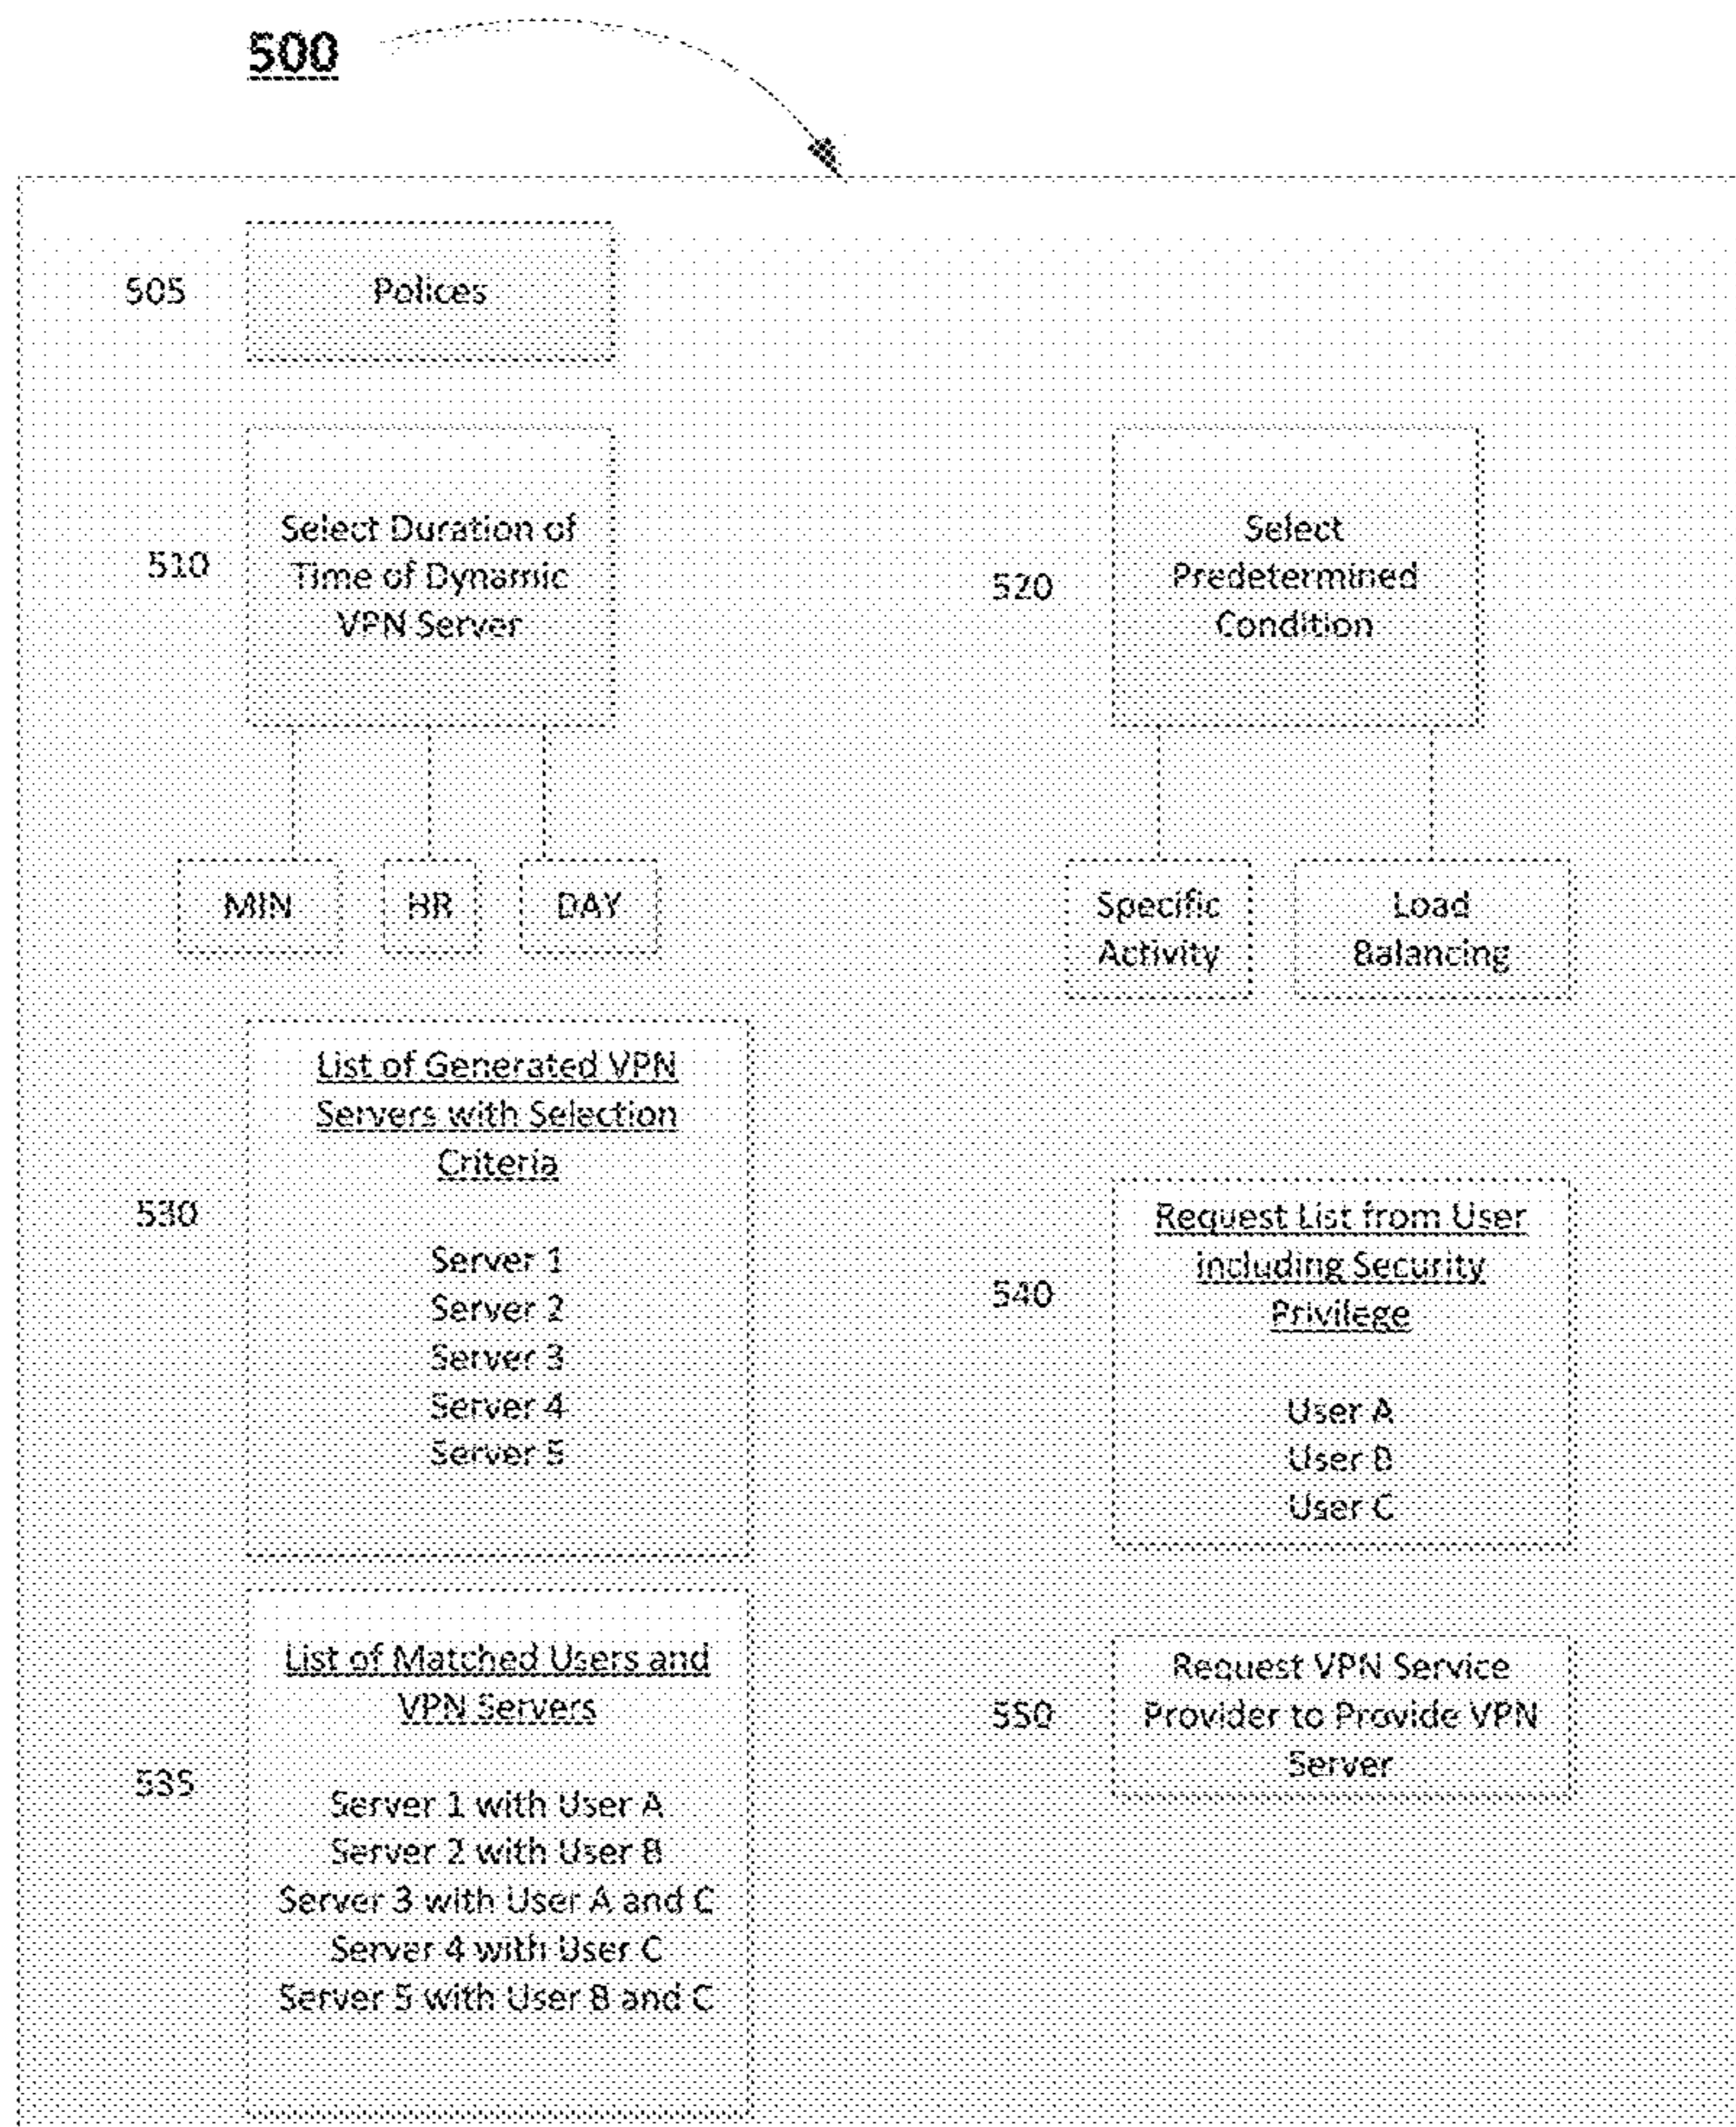 500
505
Polices
510
Select Duration of
Time of Dynamic
VPN Server
520
Select
Predetermined
Condition
MIN
HR
DAY
Specific
Activity
Load
Balancing
530
List of Generated VPN
Servers with Selection
Criteria
Server 1
Server 2
Server 3
Server 4
Server 5
540
Request List from User
including Security
Privilege
User A
User B
User C
535
List of Matched Users and
VPN Servers
Server 1 with User A
Server 2 with User B
Server 3 with User A and C
Server 4 with User C
Server 5 with User B and C
550
Request VPN Service
Provider to Provide VPN
Server